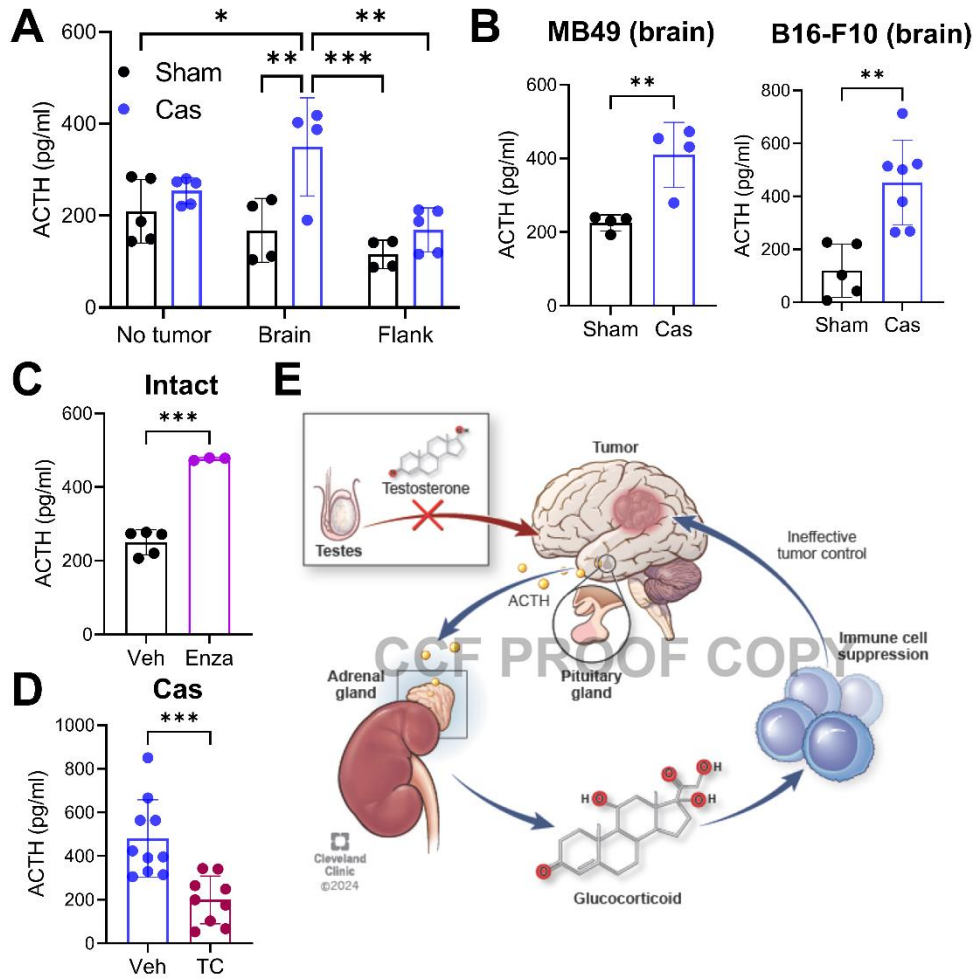 A
600
400
200
0
ACTH (pg/ml)
Sham
Cas
*
**
**
***
No tumor
Brain
Flank
B
MB49 (brain)
600
400
200
0
ACTH (pg/ml)
**
Sham
Cas
B16-F10 (brain)
800
600
400
200
0
ACTH (pg/ml)
**
Sham
Cas
C
Intact
600
400
200
0
ACTH (pg/ml)
***
Veh
Enza
D
Cas
1000
800
600
400
200
0
ACTH (pg/ml)
***
Veh
TC
E
Testosterone
Testes
Tumor
Ineffective
tumor control
ACTH
CCF PROOF COPY
Pituitary
gland
Adrenal
gland
Immune cell
suppression
H
O
O
H
O
H
O
H
O
O
Glucocorticoid
Cleveland
Clinic
©2024